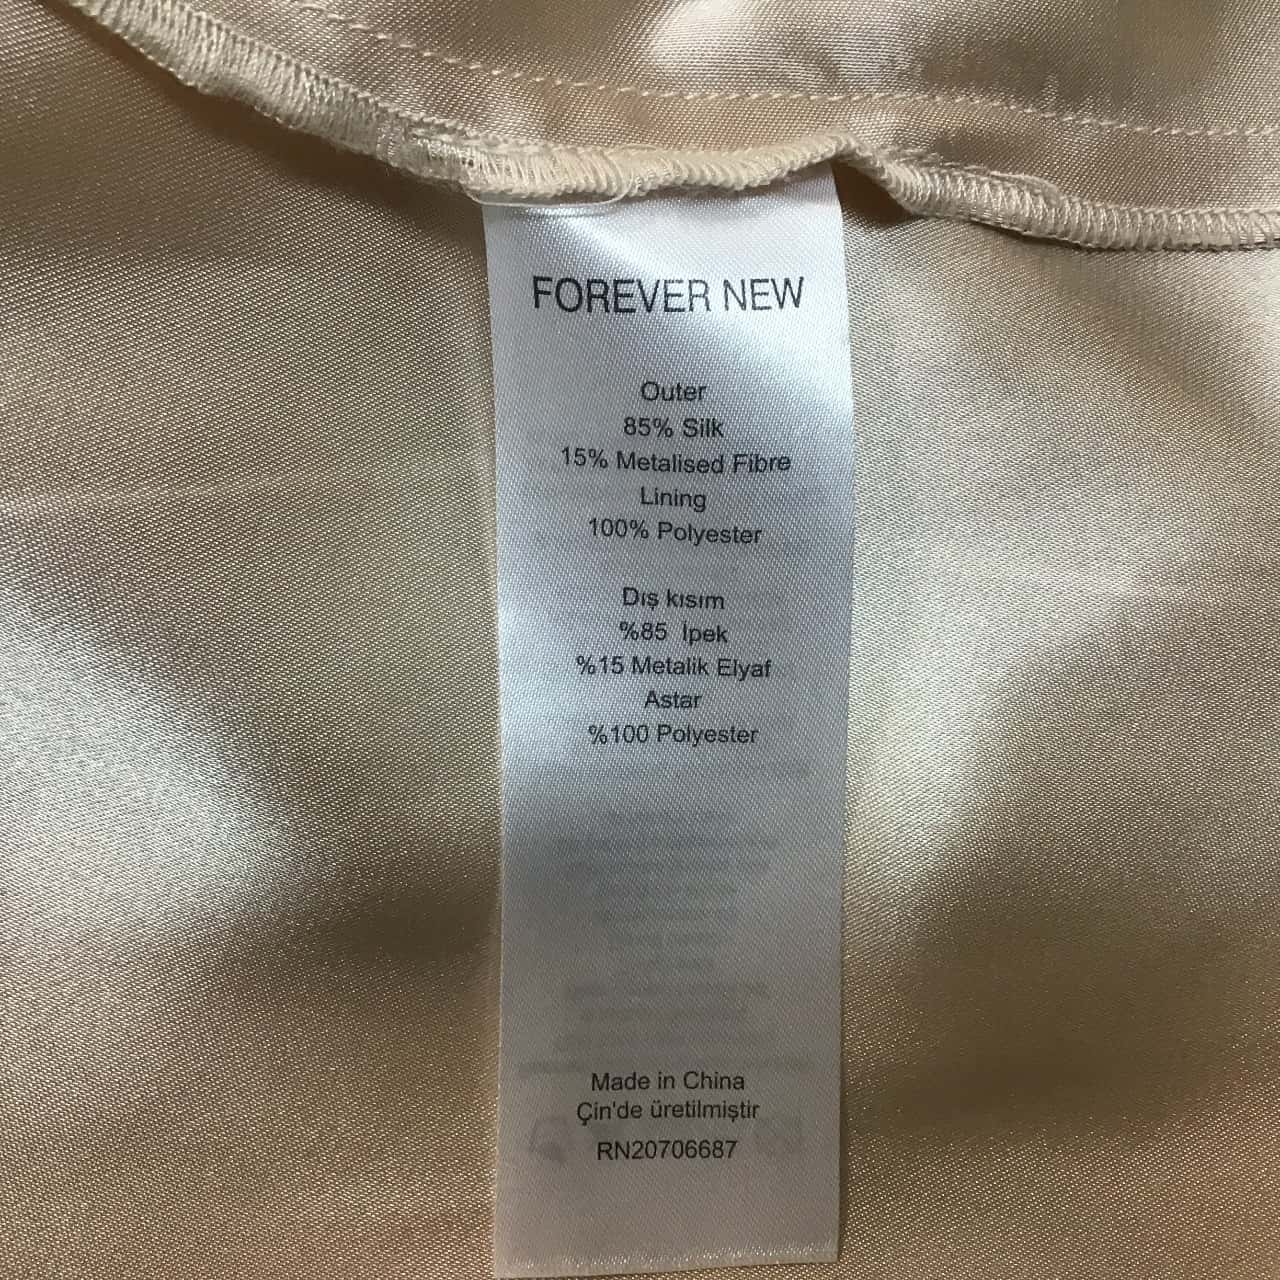 FOREVER NEW
Outer
85% Silk
15% Metalised Fibre
Lining
100% Polyester
Dış kısım
%85 İpek
%15 Metalik Elyaf
Astar
%100 Polyester
Made in China
Çin'de üretilmiştir
RN20706687